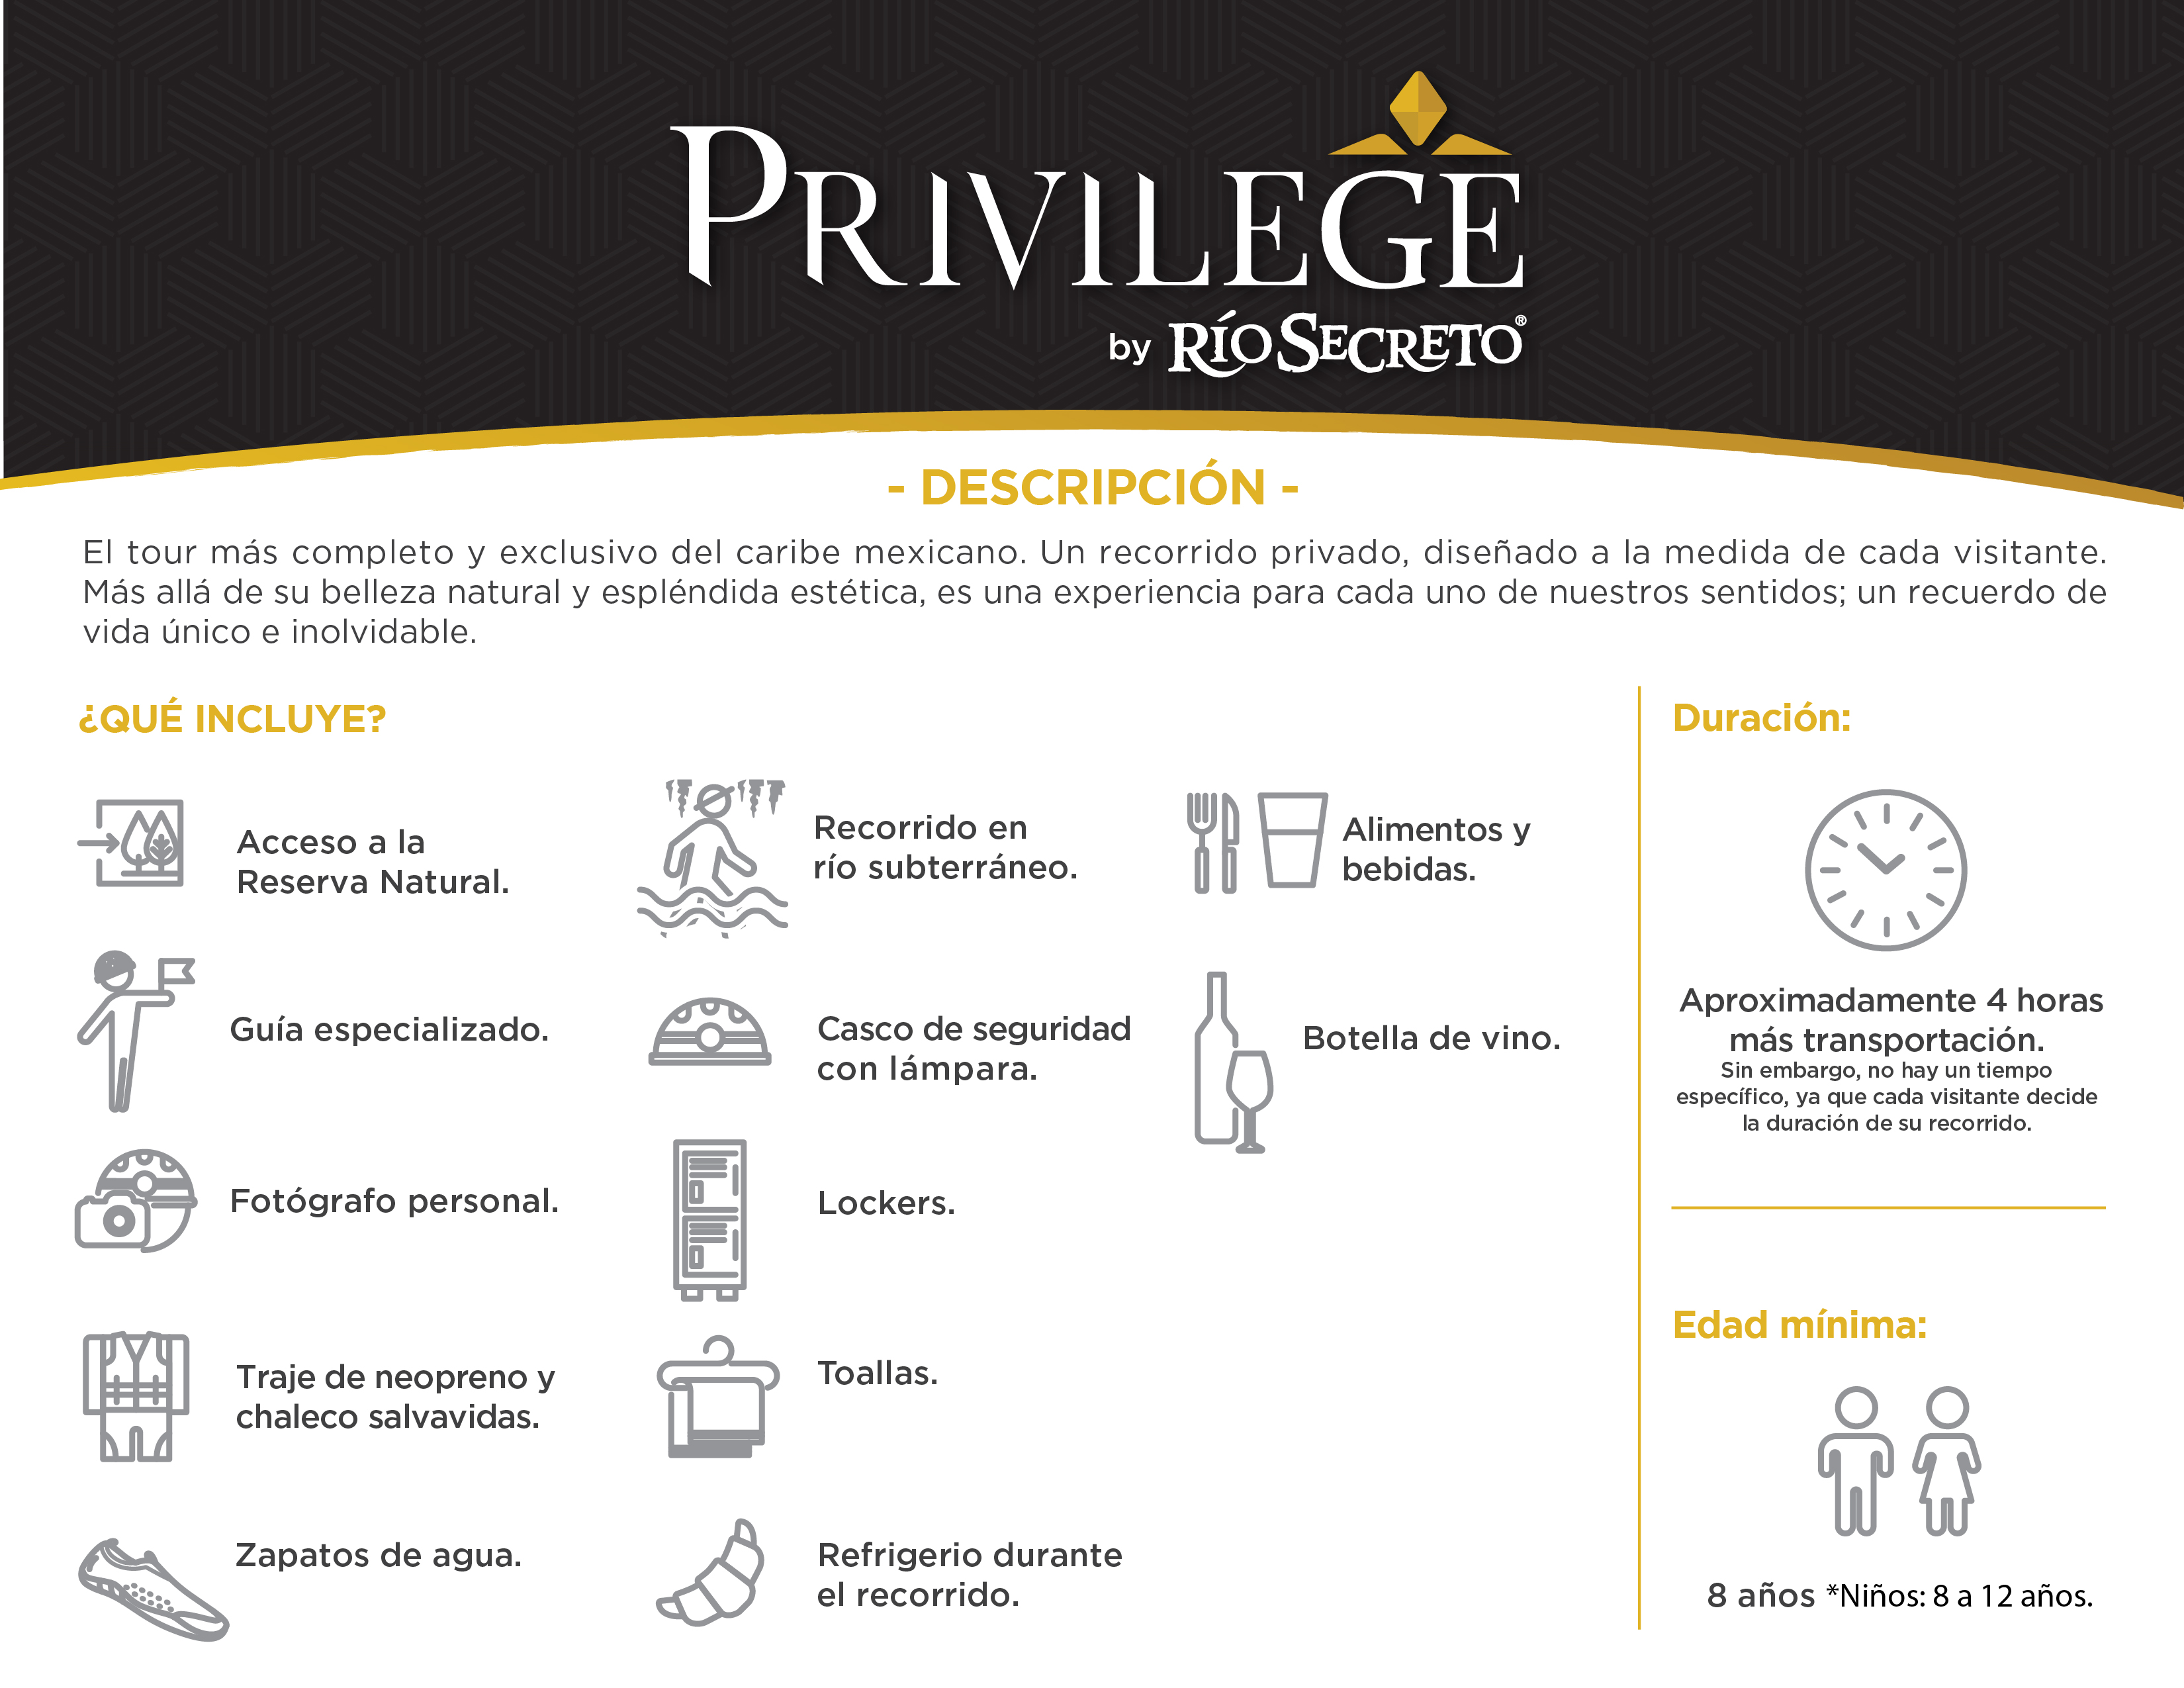 PRIVILEGE
by RÍO SECRETO®
- DESCRIPCIÓN -
El tour más completo y exclusivo del caribe mexicano. Un recorrido privado, diseñado a la medida de cada visitante.
Más allá de su belleza natural y espléndida estética, es una experiencia para cada uno de nuestros sentidos; un recuerdo de
vida único e inolvidable.
¿QUÉ INCLUYE?
Acceso a la
Reserva Natural.
Guía especializado.
Fotógrafo personal.
Traje de neopreno y
chaleco salvavidas.
Zapatos de agua.
Recorrido en
río subterráneo.
Casco de seguridad
con lámpara.
Lockers.
Toallas.
Refrigerio durante
el recorrido.
Alimentos y
bebidas.
Botella de vino.
Duración:
Aproximadamente 4 horas
más transportación.
Sin embargo, no hay un tiempo
específico, ya que cada visitante decide
la duración de su recorrido.
Edad mínima:
8 años *Niños: 8 a 12 años.